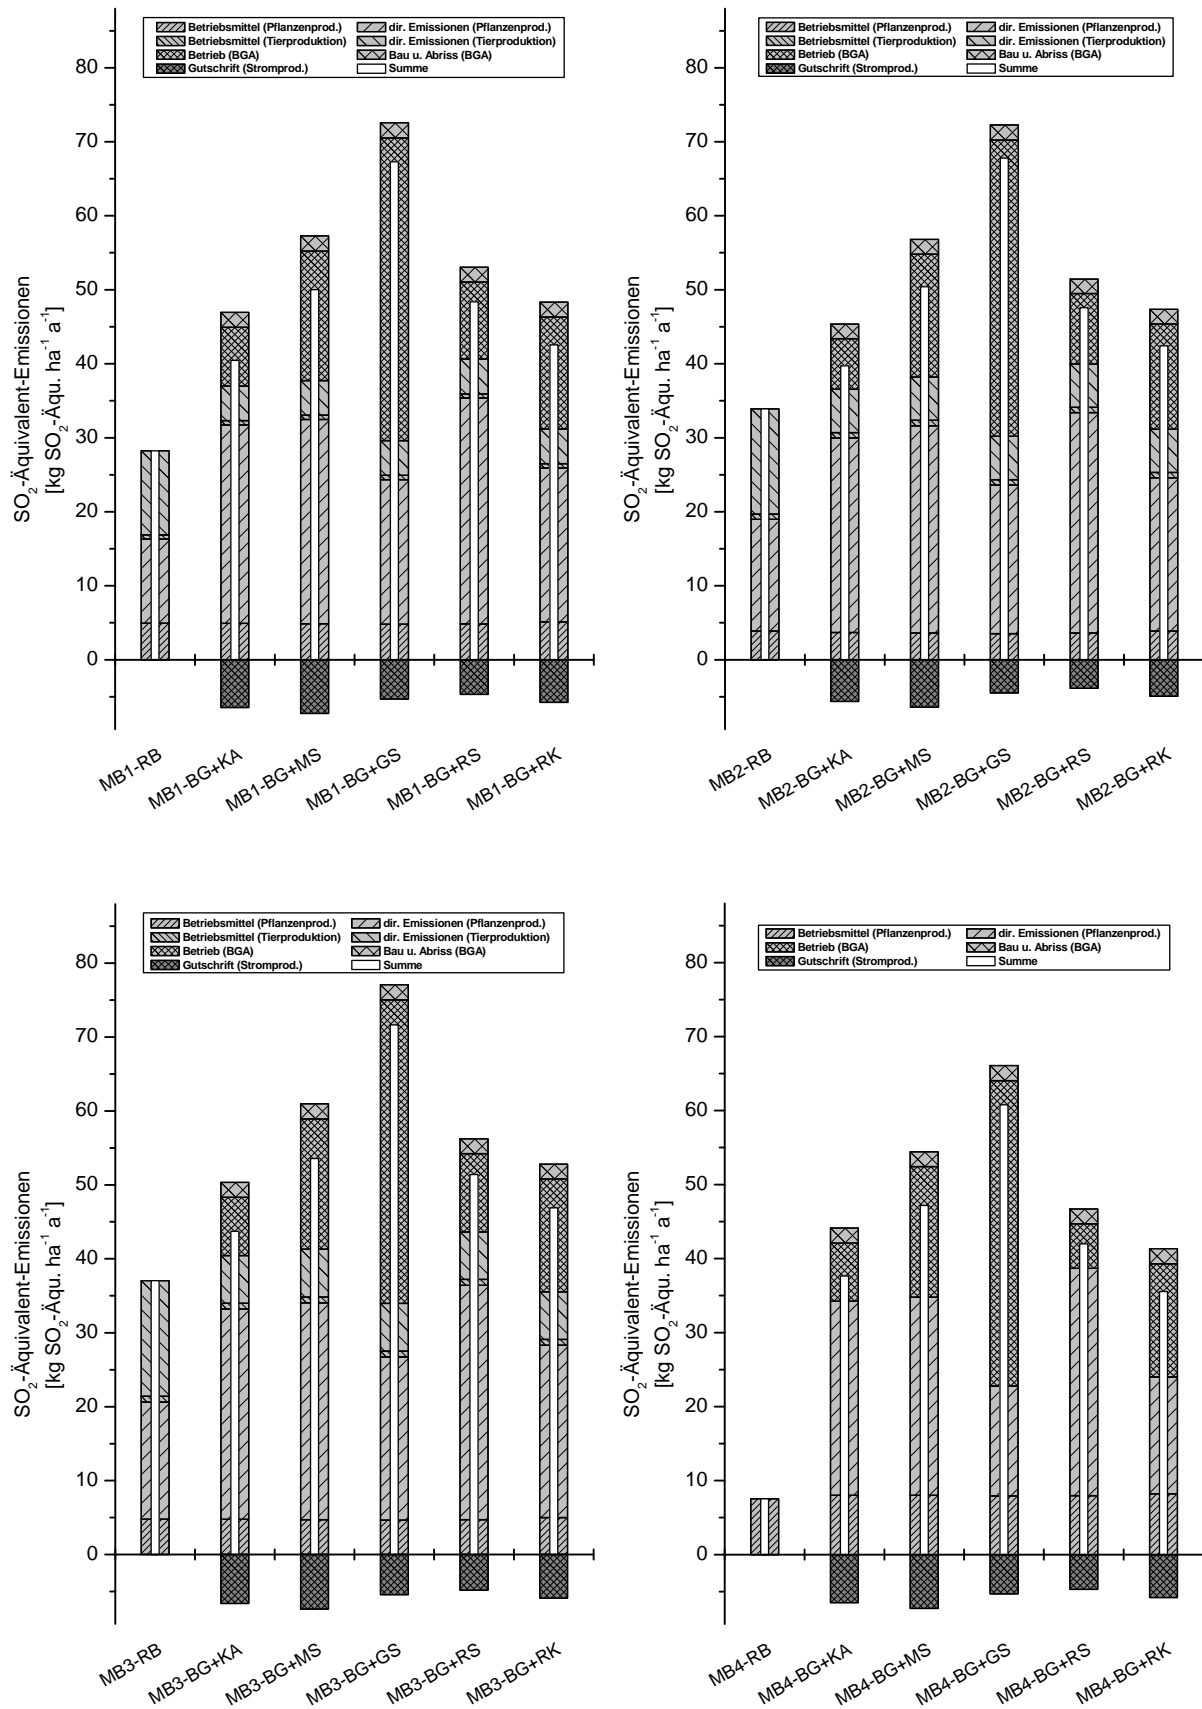 Betriebsmittel (Pflanzenprod.) dir. Emissionen (Pflanzenprod.)
Betriebsmittel (Tierproduktion) dir. Emissionen (Tierproduktion)
Betrieb (BGA) Bau u. Abriss (BGA)
Gutschrift (Stromprod.) Summe
80
70
60
50
40
30
20
10
0
SO₂-Äquivalent-Emissionen
[kg SO₂-Äqu. ha⁻¹ a⁻¹]
MB1-RB
MB1-BG+KA
MB1-BG+MS
MB1-BG+GS
MB1-BG+RS
MB1-BG+RK
Betriebsmittel (Pflanzenprod.) dir. Emissionen (Pflanzenprod.)
Betriebsmittel (Tierproduktion) dir. Emissionen (Tierproduktion)
Betrieb (BGA) Bau u. Abriss (BGA)
Gutschrift (Stromprod.) Summe
80
70
60
50
40
30
20
10
0
SO₂-Äquivalent-Emissionen
[kg SO₂-Äqu. ha⁻¹ a⁻¹]
MB2-RB
MB2-BG+KA
MB2-BG+MS
MB2-BG+GS
MB2-BG+RS
MB2-BG+RK
Betriebsmittel (Pflanzenprod.) dir. Emissionen (Pflanzenprod.)
Betriebsmittel (Tierproduktion) dir. Emissionen (Tierproduktion)
Betrieb (BGA) Bau u. Abriss (BGA)
Gutschrift (Stromprod.) Summe
80
70
60
50
40
30
20
10
0
SO₂-Äquivalent-Emissionen
[kg SO₂-Äqu. ha⁻¹ a⁻¹]
MB3-RB
MB3-BG+KA
MB3-BG+MS
MB3-BG+GS
MB3-BG+RS
MB3-BG+RK
Betriebsmittel (Pflanzenprod.) dir. Emissionen (Pflanzenprod.)
Betrieb (BGA) Bau u. Abriss (BGA)
Gutschrift (Stromprod.) Summe
80
70
60
50
40
30
20
10
0
SO₂-Äquivalent-Emissionen
[kg SO₂-Äqu. ha⁻¹ a⁻¹]
MB4-RB
MB4-BG+KA
MB4-BG+MS
MB4-BG+GS
MB4-BG+RS
MB4-BG+RK